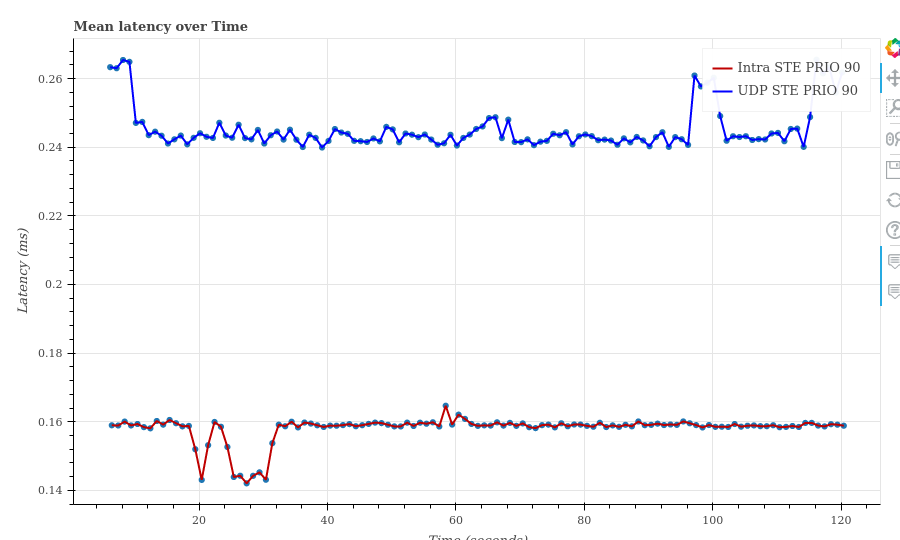 Mean latency over Time
Intra STE PRIO 90
UDP STE PRIO 90
Latency (ms)
0.26
0.24
0.22
0.2
0.18
0.16
0.14
20 40 60 80 100 120
Time (seconds)